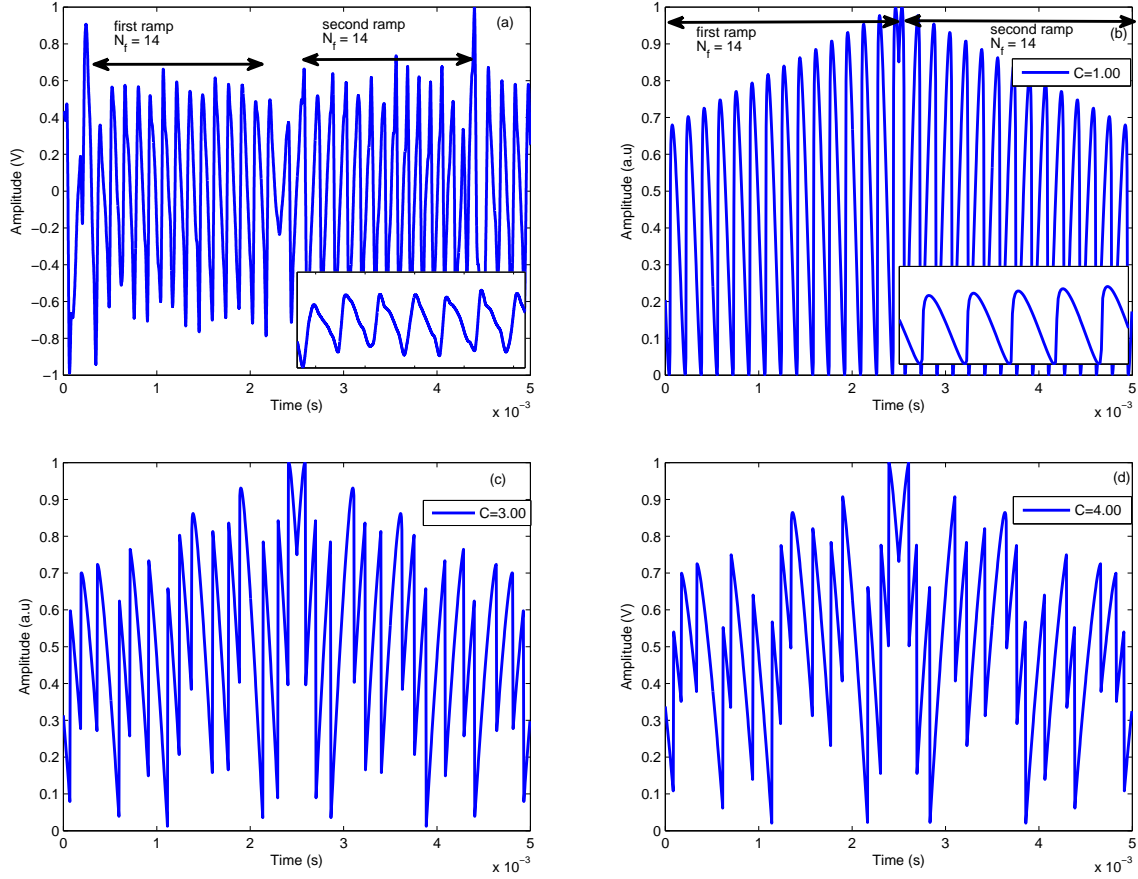 (a)
first ramp
N_f = 14
second ramp
N_f = 14
Amplitude (V)
1
0.8
0.6
0.4
0.2
0
−0.2
−0.4
−0.6
−0.8
−1
0 1 2 3 4 5
Time (s)
x 10^−3
(b)
first ramp
N_f = 14
second ramp
N_f = 14
C=1.00
Amplitude (a.u)
1
0.9
0.8
0.7
0.6
0.5
0.4
0.3
0.2
0.1
0
0 1 2 3 4 5
Time (s)
x 10^−3
(c)
C=3.00
Amplitude (a.u)
1
0.9
0.8
0.7
0.6
0.5
0.4
0.3
0.2
0.1
0
0 1 2 3 4 5
Time (s)
x 10^−3
(d)
C=4.00
Amplitude (V)
1
0.9
0.8
0.7
0.6
0.5
0.4
0.3
0.2
0.1
0
0 1 2 3 4 5
Time (s)
x 10^−3